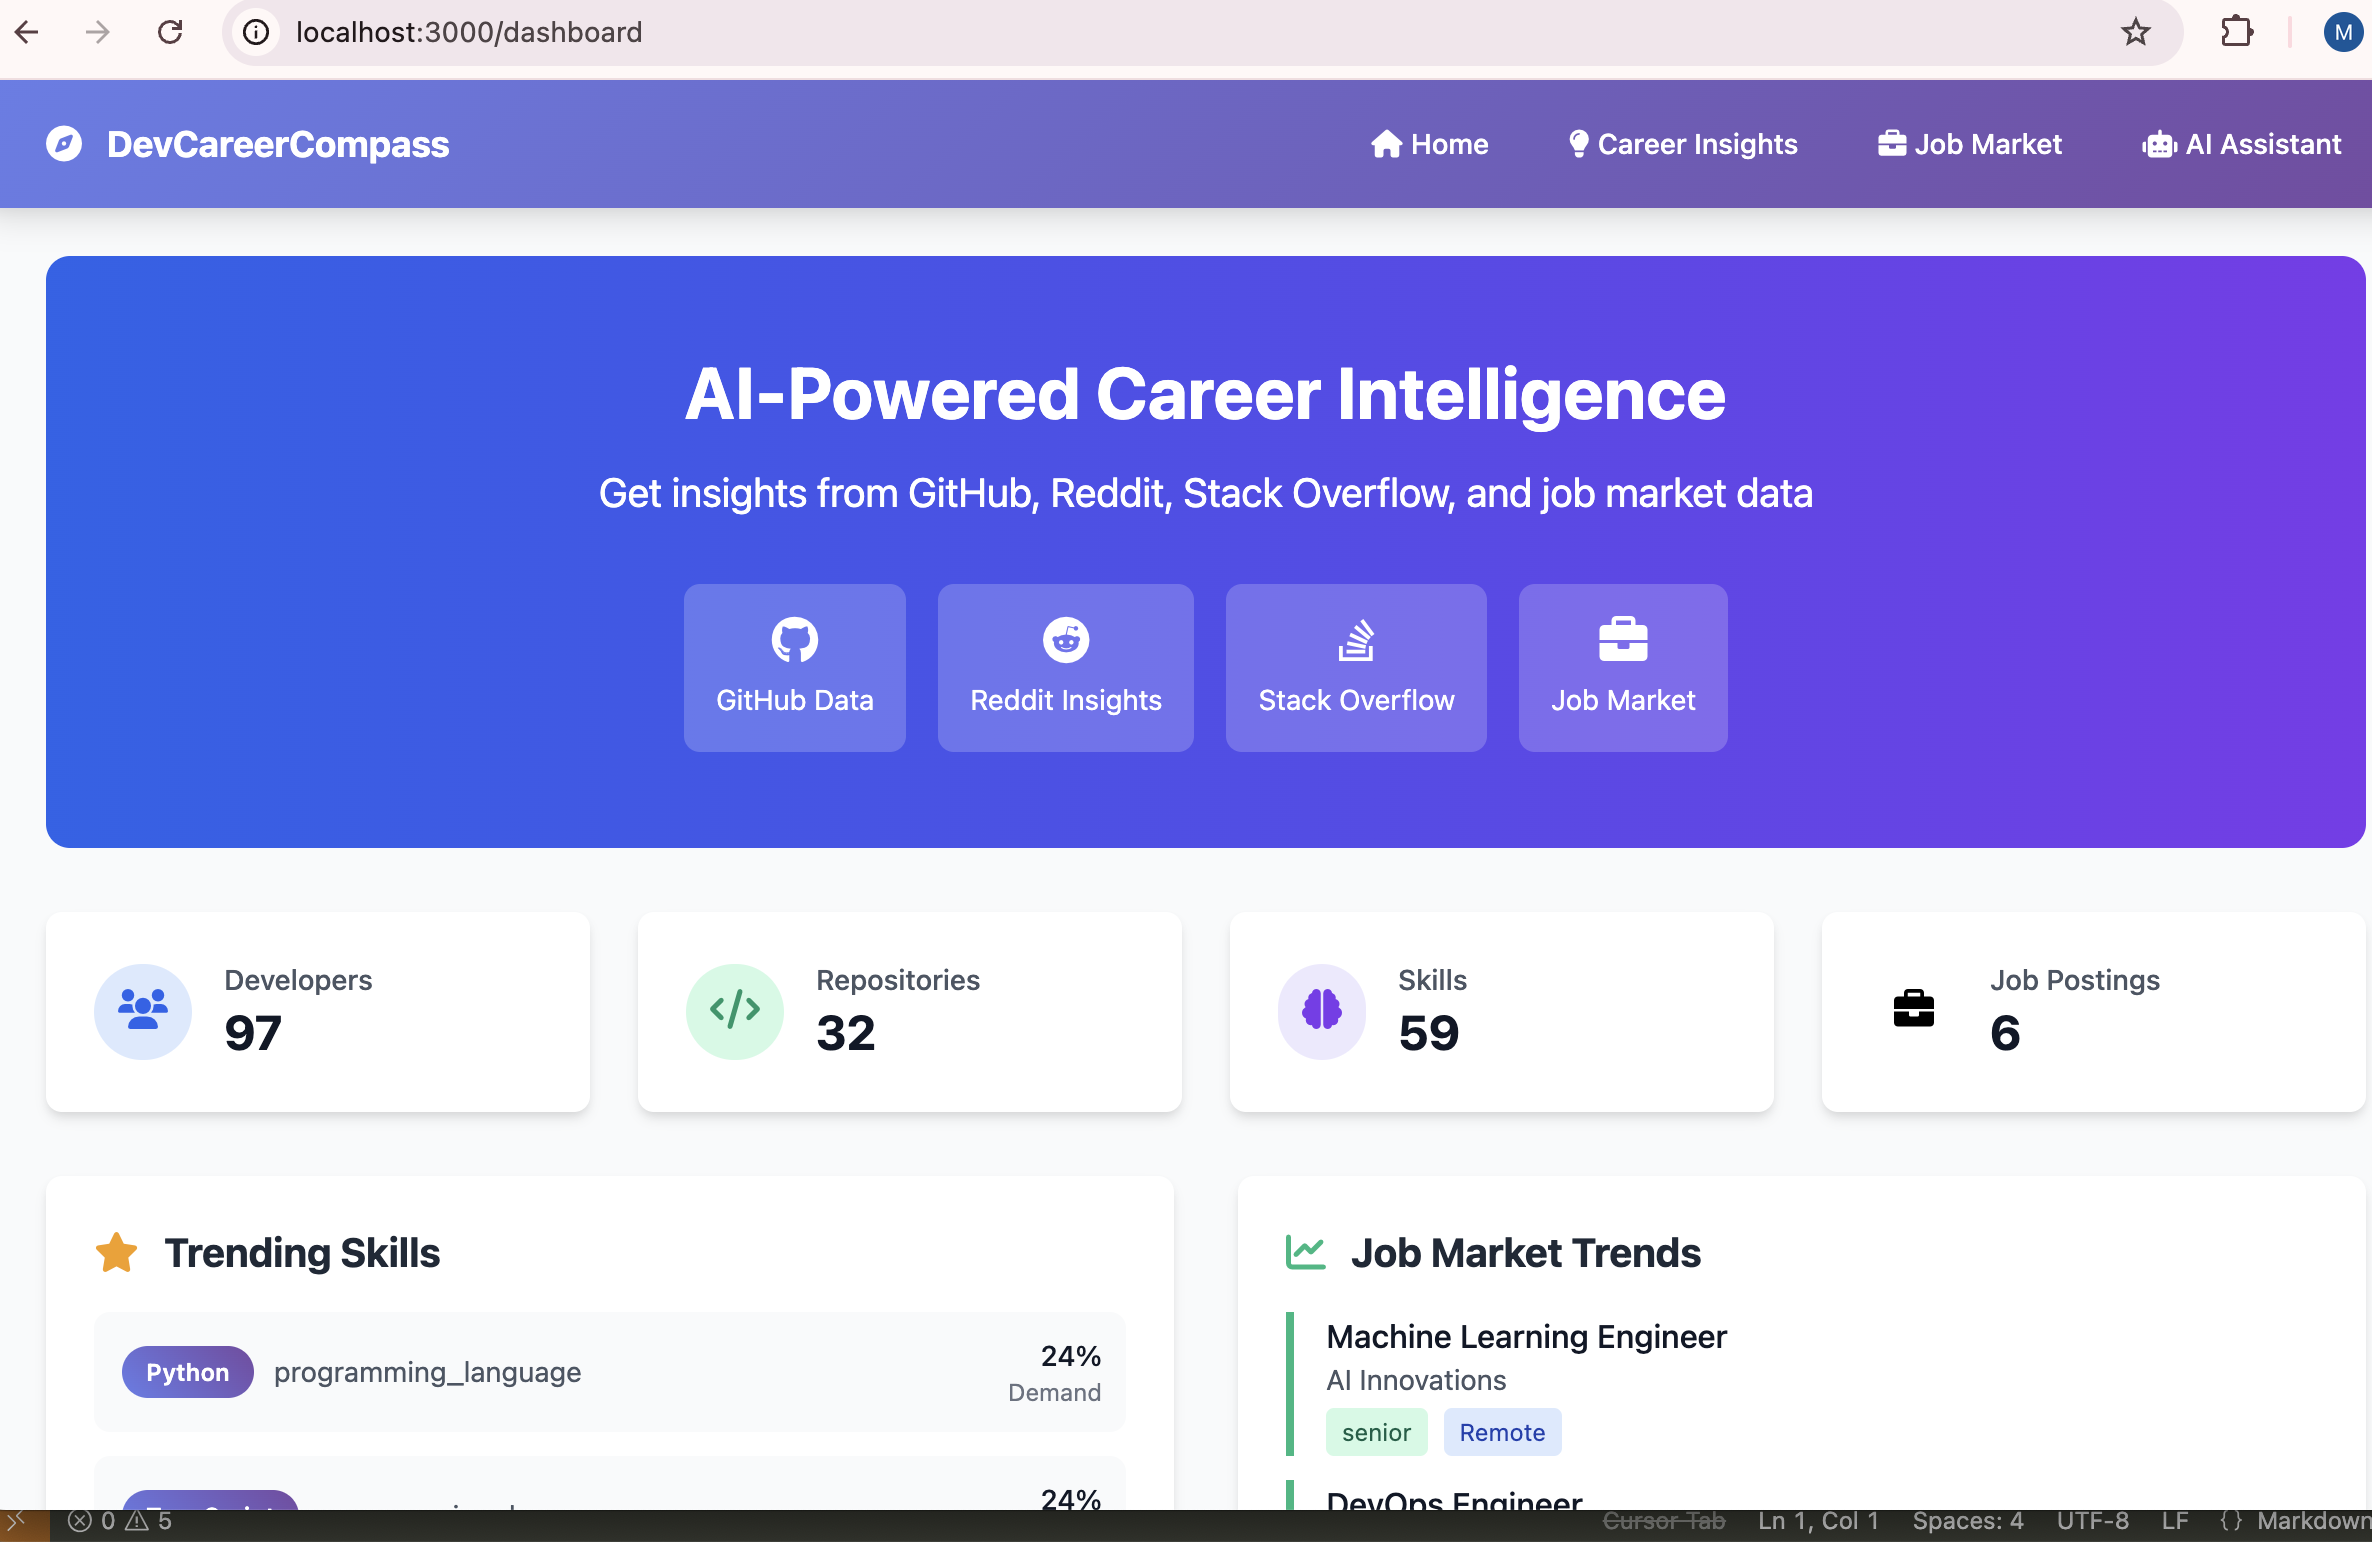 localhost:3000/dashboard
M
DevCareerCompass
Home
Career Insights
Job Market
AI Assistant
AI-Powered Career Intelligence
Get insights from GitHub, Reddit, Stack Overflow, and job market data
GitHub Data
Reddit Insights
Stack Overflow
Job Market
Developers
97
Repositories
32
Skills
59
Job Postings
6
Trending Skills
Python programming_language
24%
Demand
24%
Job Market Trends
Machine Learning Engineer
AI Innovations
senior Remote
DevOps Engineer
0 5
Cursor Tab Ln 1, Col 1 Spaces: 4 UTF-8 LF {} Markdown